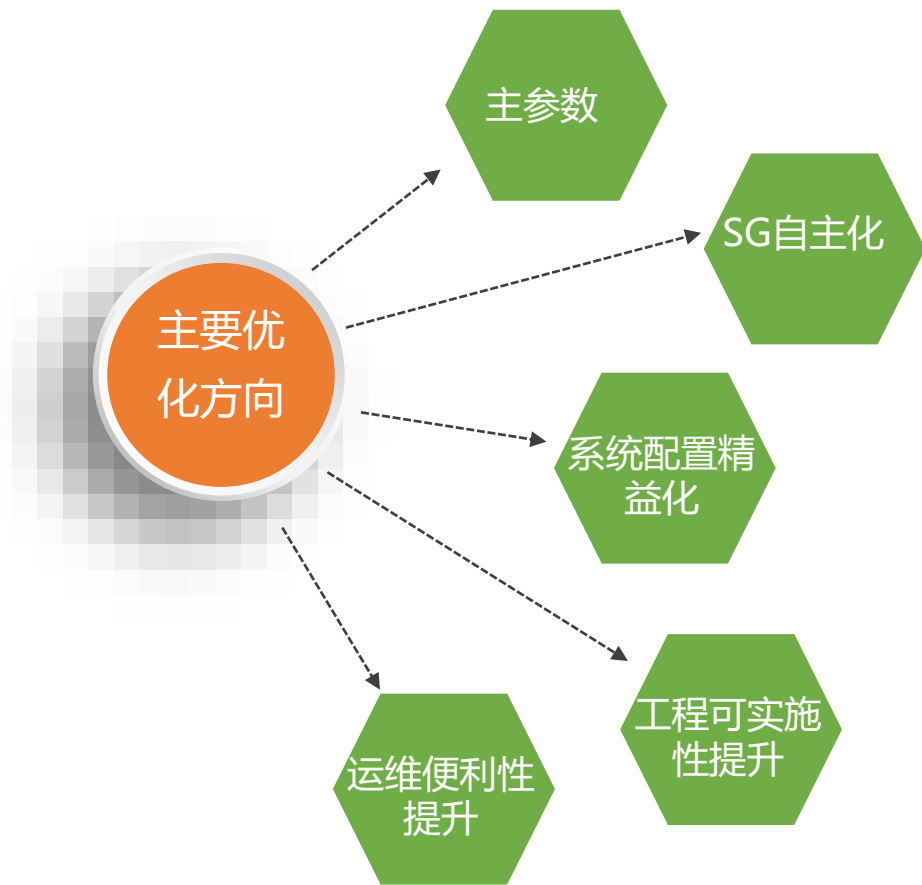 主参数
SG自主化
主要优
化方向
系统配置精
益化
工程可实施
性提升
运维便利性
提升